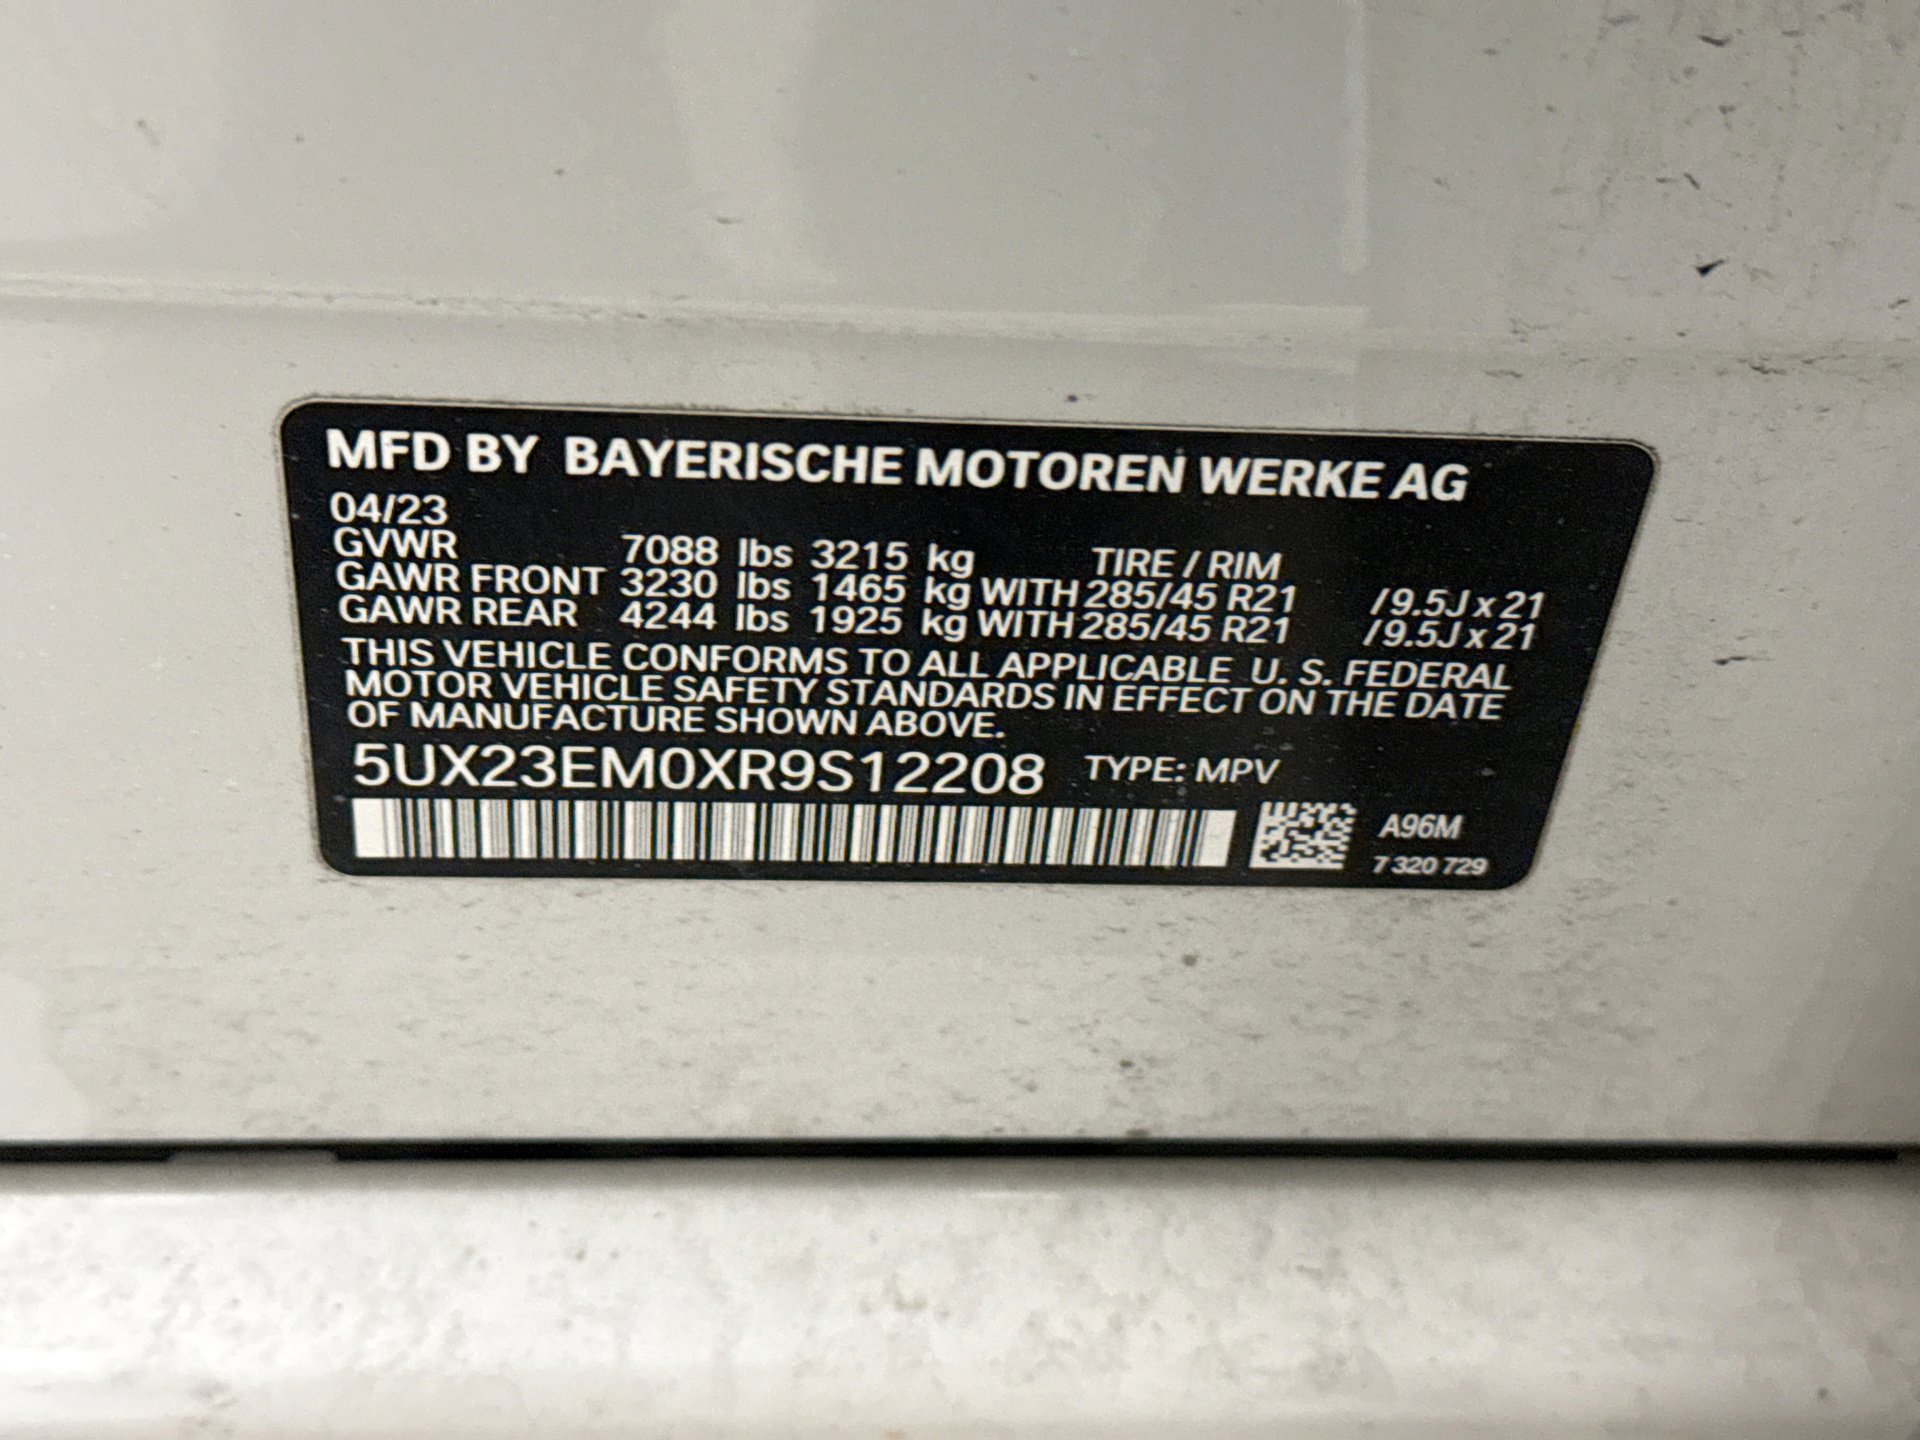 MFD BY BAYERISCHE MOTOREN WERKE AG
04/23
GVWR 7088 lbs 3215 kg TIRE / RIM
GAWR FRONT 3230 lbs 1465 kg WITH 285/45 R21 /9.5J x 21
GAWR REAR 4244 lbs 1925 kg WITH 285/45 R21 /9.5J x 21
THIS VEHICLE CONFORMS TO ALL APPLICABLE U. S. FEDERAL
MOTOR VEHICLE SAFETY STANDARDS IN EFFECT ON THE DATE
OF MANUFACTURE SHOWN ABOVE.
5UX23EM0XR9S12208 TYPE: MPV
A96M
7 320 729